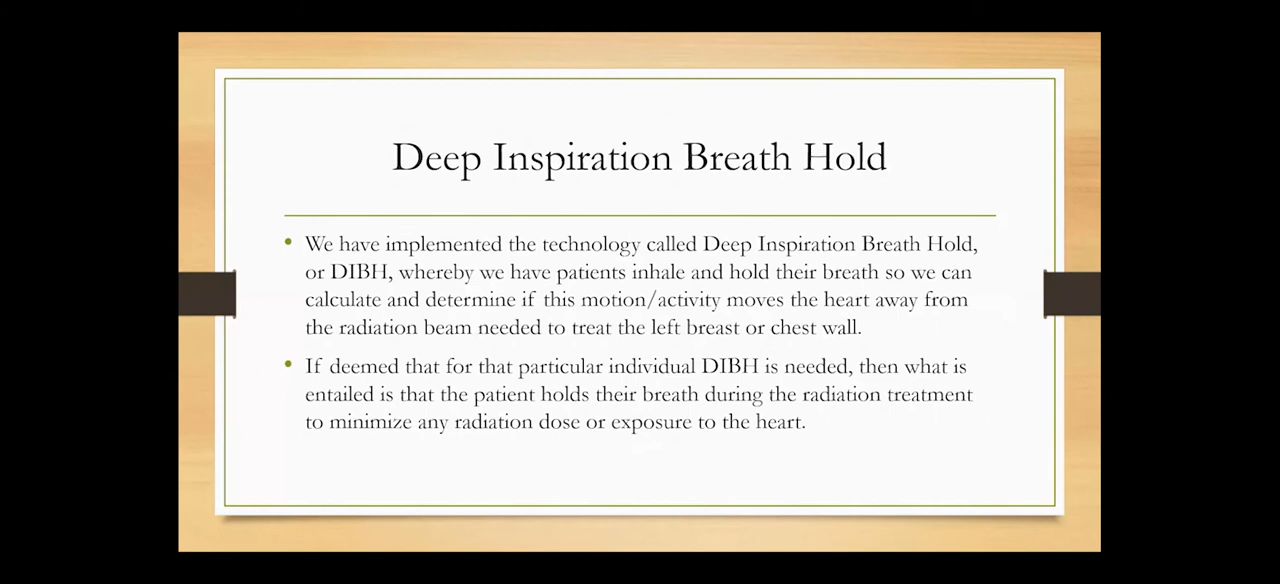 Deep Inspiration Breath Hold
• We have implemented the technology called Deep Inspiration Breath Hold,
or DIBH, whereby we have patients inhale and hold their breath so we can
calculate and determine if this motion/activity moves the heart away from
the radiation beam needed to treat the left breast or chest wall.
• If deemed that for that particular individual DIBH is needed, then what is
entailed is that the patient holds their breath during the radiation treatment
to minimize any radiation dose or exposure to the heart.